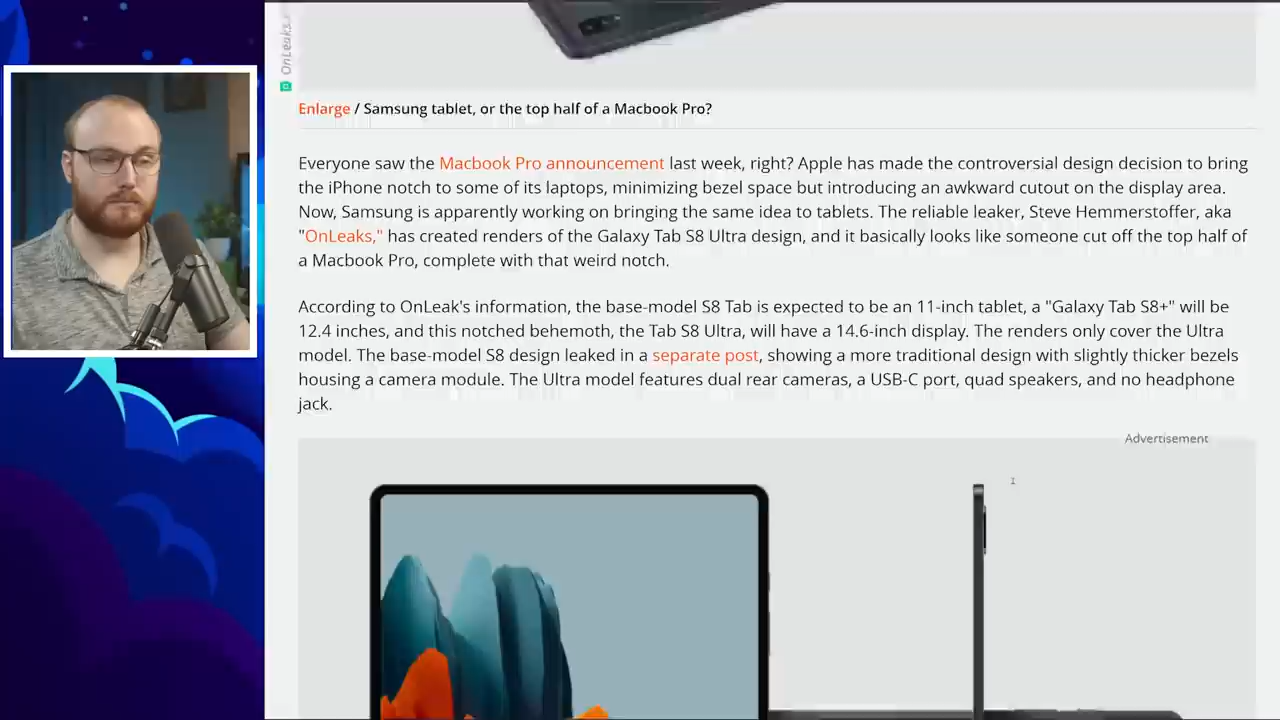 OnLeaks
Enlarge / Samsung tablet, or the top half of a Macbook Pro?
Everyone saw the Macbook Pro announcement last week, right? Apple has made the controversial design decision to bring
the iPhone notch to some of its laptops, minimizing bezel space but introducing an awkward cutout on the display area.
Now, Samsung is apparently working on bringing the same idea to tablets. The reliable leaker, Steve Hemmerstoffer, aka
"OnLeaks," has created renders of the Galaxy Tab S8 Ultra design, and it basically looks like someone cut off the top half of
a Macbook Pro, complete with that weird notch.
According to OnLeak's information, the base-model S8 Tab is expected to be an 11-inch tablet, a "Galaxy Tab S8+" will be
12.4 inches, and this notched behemoth, the Tab S8 Ultra, will have a 14.6-inch display. The renders only cover the Ultra
model. The base-model S8 design leaked in a separate post, showing a more traditional design with slightly thicker bezels
housing a camera module. The Ultra model features dual rear cameras, a USB-C port, quad speakers, and no headphone
jack.
Advertisement